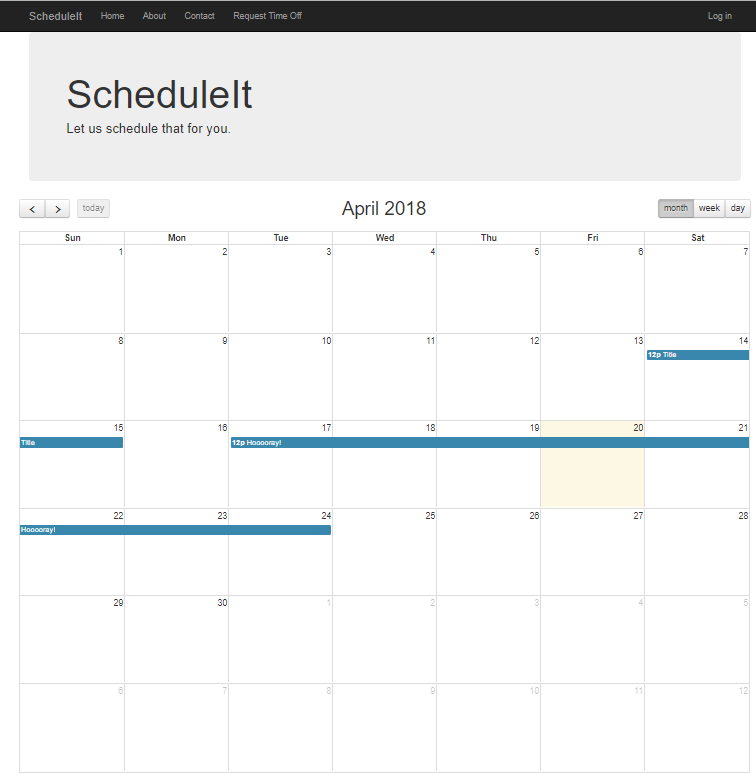 ScheduleIt Home About Contact Request Time Off Log in
ScheduleIt
Let us schedule that for you.
today April 2018 month week day
Sun Mon Tue Wed Thu Fri Sat
1 2 3 4 5 6 7
8 9 10 11 12 13 14
12p Title
15 16 17 18 19 20 21
Title 12p Hooooray!
22 23 24 25 26 27 28
Hooooray!
29 30 1 2 3 4 5
6 7 8 9 10 11 12